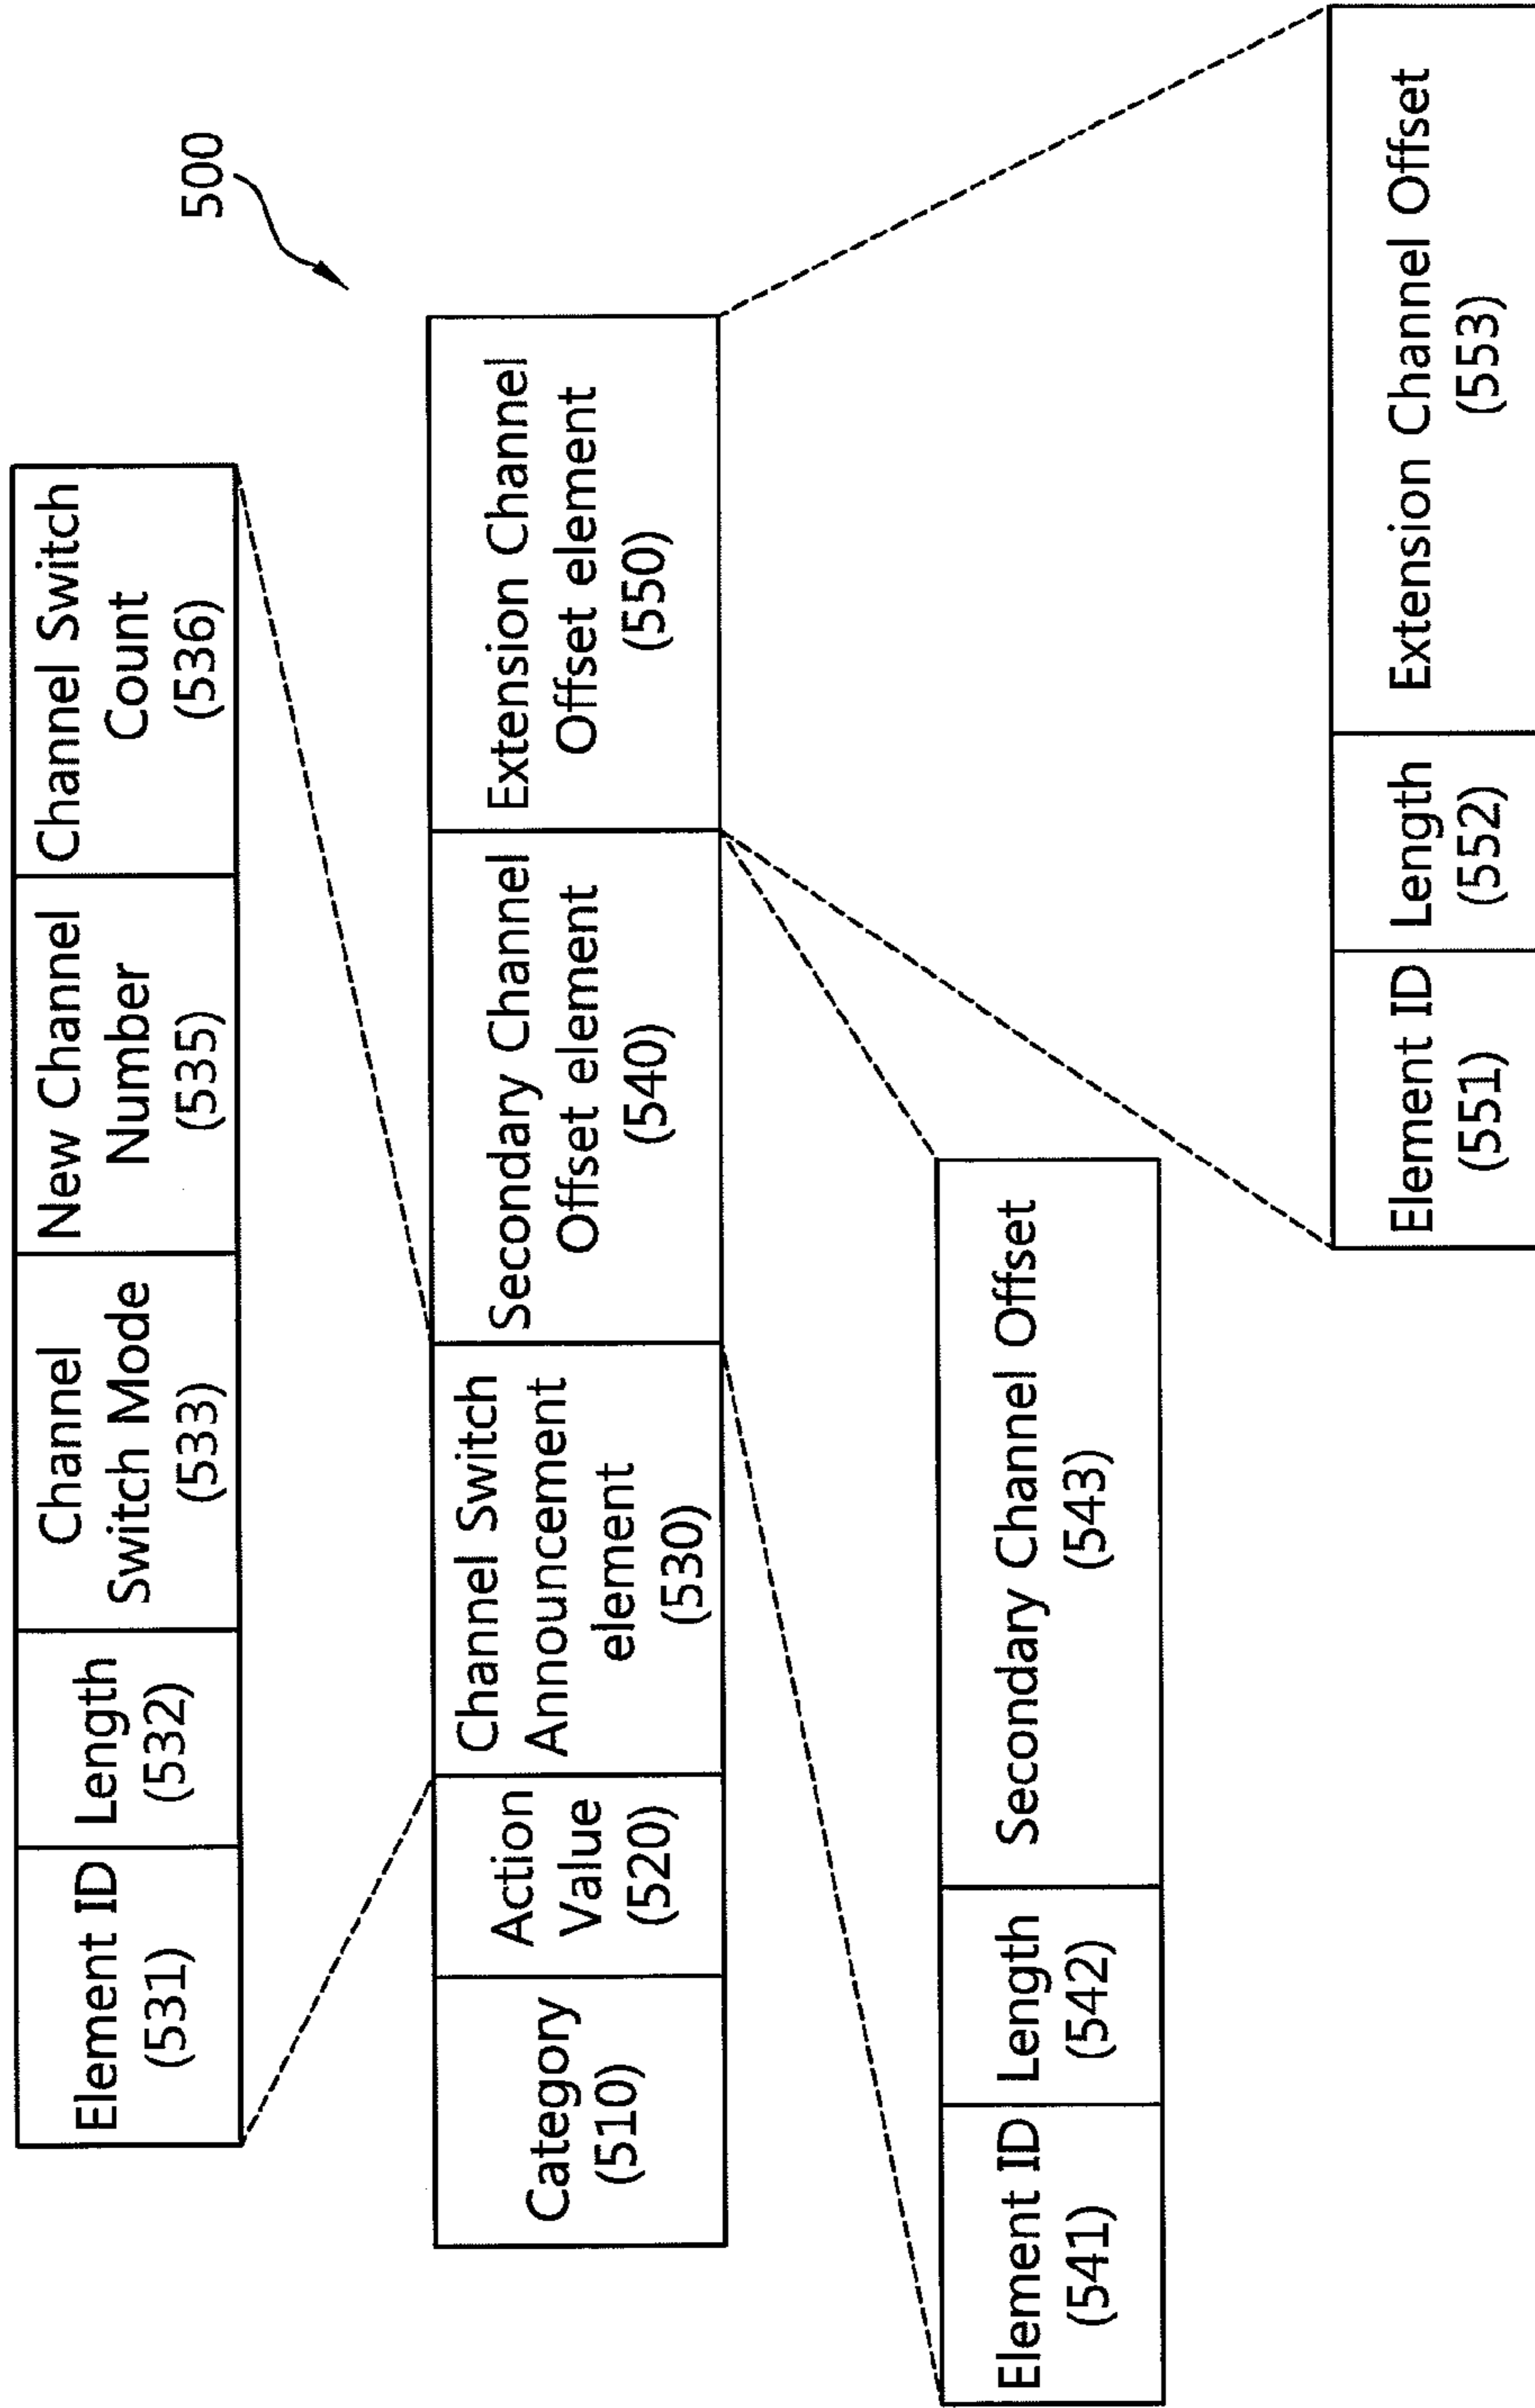 500
Element ID
(531)
Length
(532)
Channel
Switch Mode
(533)
New Channel
Number
(535)
Channel Switch
Count
(536)
Category
(510)
Action
Value
(520)
Channel Switch
Announcement
element
(530)
Secondary Channel
Offset element
(540)
Extension Channel
Offset element
(550)
Element ID
(541)
Length
(542)
Secondary Channel Offset
(543)
Element ID
(551)
Length
(552)
Extension Channel Offset
(553)